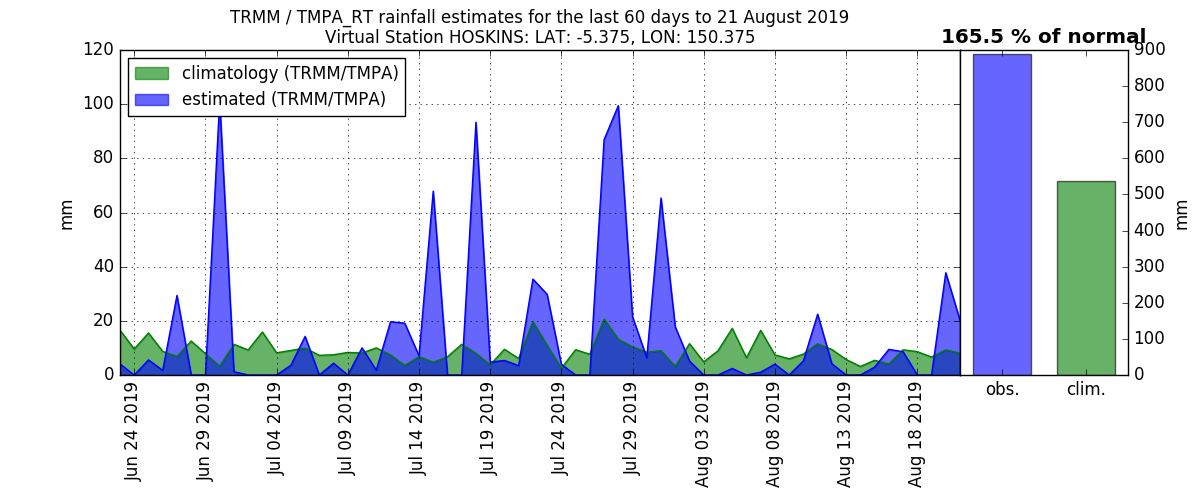 TRMM / TMPA_RT rainfall estimates for the last 60 days to 21 August 2019
Virtual Station HOSKINS: LAT: -5.375, LON: 150.375
165.5 % of normal
climatology (TRMM/TMPA)
estimated (TRMM/TMPA)
120
100
80
60
40
20
0
mm
900
800
700
600
500
400
300
200
100
0
mm
obs.
clim.
Jun 24 2019
Jun 29 2019
Jul 04 2019
Jul 09 2019
Jul 14 2019
Jul 19 2019
Jul 24 2019
Jul 29 2019
Aug 03 2019
Aug 08 2019
Aug 13 2019
Aug 18 2019